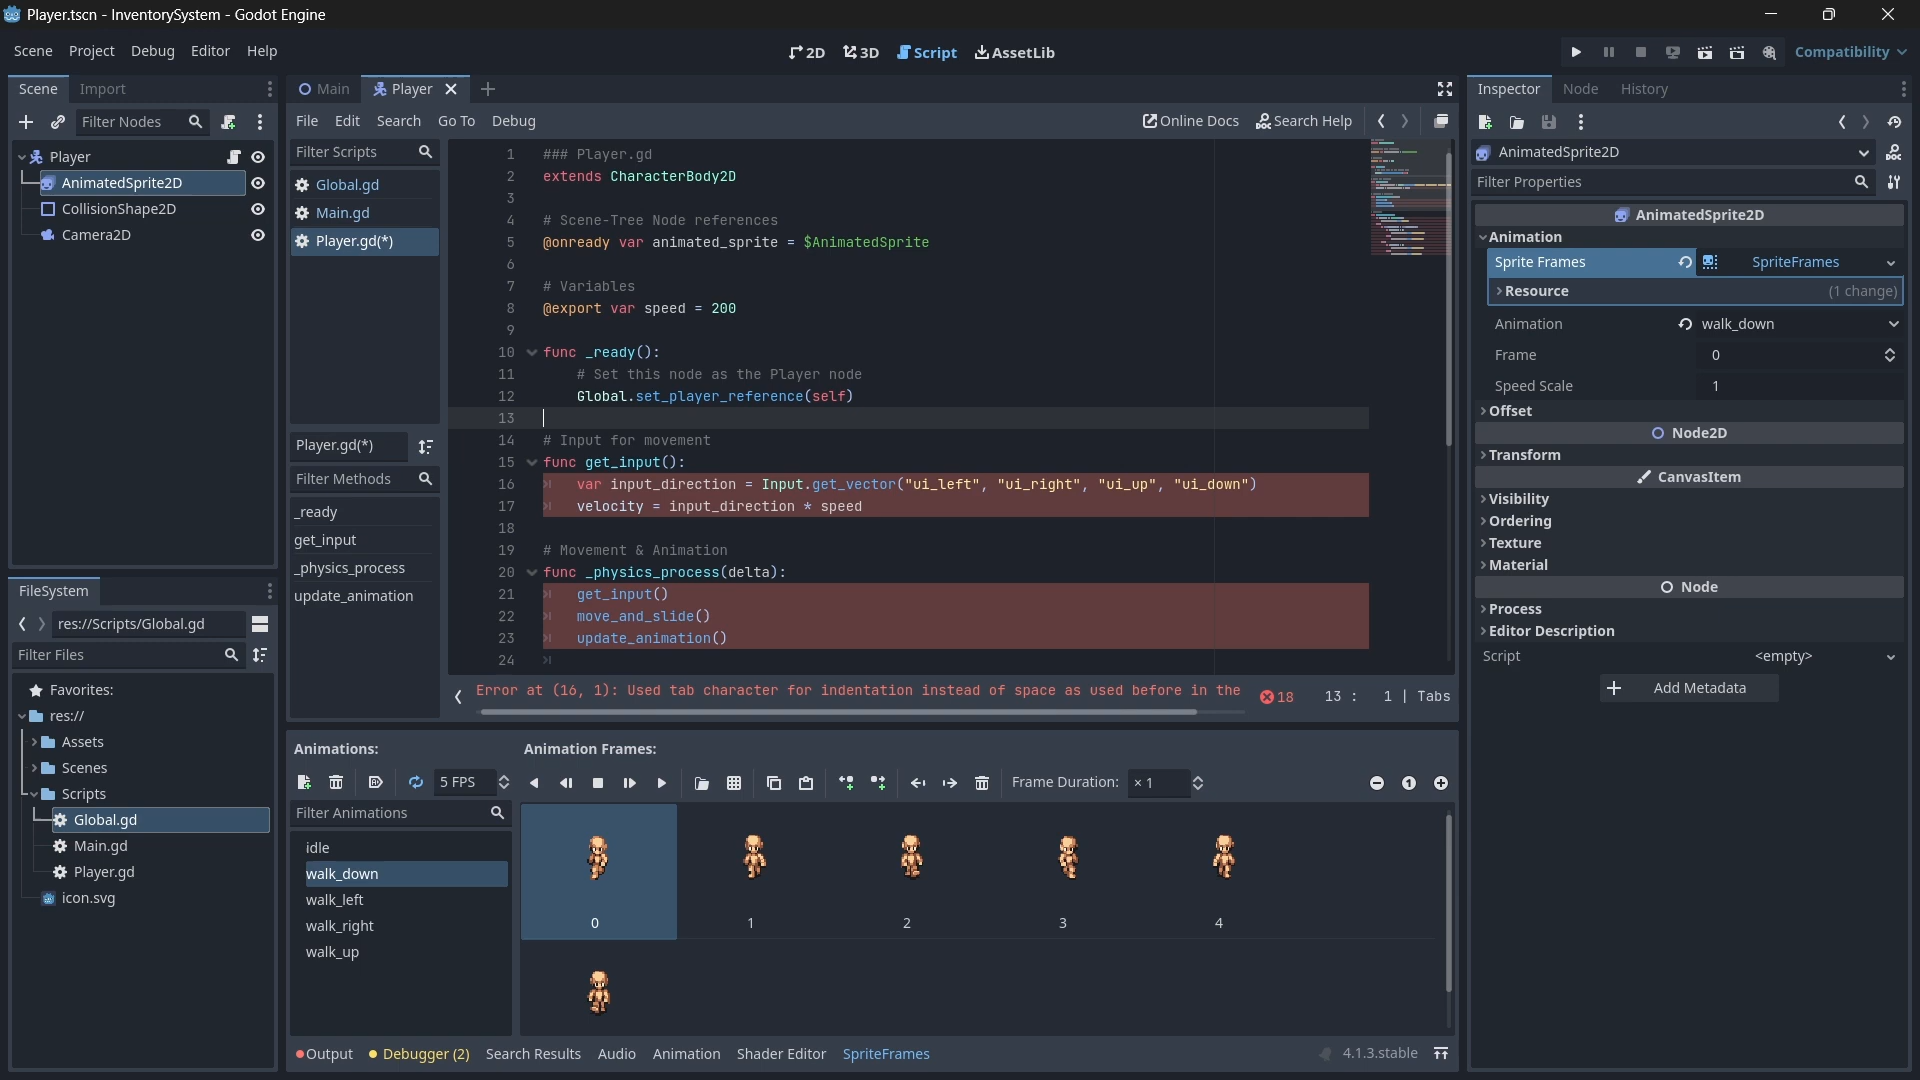 Player.tscn - InventorySystem - Godot Engine
Scene Project Debug Editor Help
2D 3D Script AssetLib
Compatibility
Scene Import
Filter Nodes
Player
AnimatedSprite2D
CollisionShape2D
Camera2D
FileSystem
res://Scripts/Global.gd
Filter Files
Favorites:
res://
Assets
Scenes
Scripts
Global.gd
Main.gd
Player.gd
icon.svg
Main Player
File Edit Search Go To Debug
Online Docs Search Help
Filter Scripts
Global.gd
Main.gd
Player.gd(*)
Player.gd(*)
Filter Methods
_ready
get_input
_physics_process
update_animation
1 ### Player.gd
2 extends CharacterBody2D
3
4 # Scene-Tree Node references
5 @onready var animated_sprite = $AnimatedSprite
6
7 # Variables
8 @export var speed = 200
9
10 func _ready():
11 # Set this node as the Player node
12 Global.set_player_reference(self)
13
14 # Input for movement
15 func get_input():
16 var input_direction = Input.get_vector("ui_left", "ui_right", "ui_up", "ui_down")
17 velocity = input_direction * speed
18
19 # Movement & Animation
20 func _physics_process(delta):
21 get_input()
22 move_and_slide()
23 update_animation()
24
Error at (16, 1): Used tab character for indentation instead of space as used before in the
18 13 : 1 | Tabs
Animations:
5 FPS
Filter Animations
idle
walk_down
walk_left
walk_right
walk_up
Animation Frames:
Frame Duration: × 1
1
0 1 2 3 4
Output Debugger (2) Search Results Audio Animation Shader Editor SpriteFrames
4.1.3.stable
Inspector Node History
AnimatedSprite2D
Filter Properties
AnimatedSprite2D
Animation
Sprite Frames SpriteFrames
Resource (1 change)
Animation walk_down
Frame 0
Speed Scale 1
Offset
Node2D
Transform
CanvasItem
Visibility
Ordering
Texture
Material
Node
Process
Editor Description
Script <empty>
Add Metadata